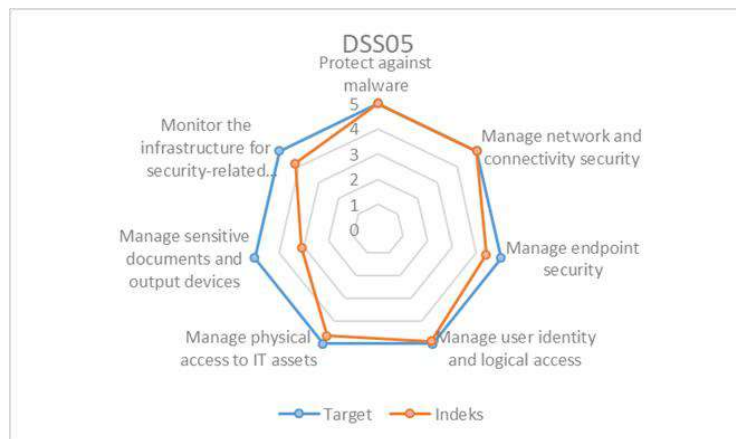 DSS05
Protect against
malware
5
4
3
2
1
0
Manage network and
connectivity security
Manage endpoint
security
Manage user identity
and logical access
Manage physical
access to IT assets
Manage sensitive
documents and
output devices
Monitor the
infrastructure for
security-related
...
Target
Indeks